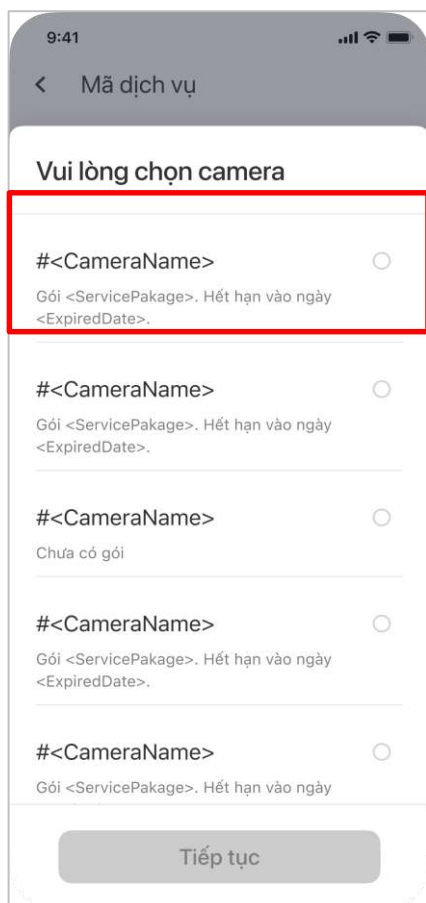 9:41
Mã dịch vụ
Vui lòng chọn camera
#<CameraName>
Gói <ServicePakage>. Hết hạn vào ngày
<ExpiredDate>.
#<CameraName>
Gói <ServicePakage>. Hết hạn vào ngày
<ExpiredDate>.
#<CameraName>
Chưa có gói
#<CameraName>
Gói <ServicePakage>. Hết hạn vào ngày
<ExpiredDate>.
#<CameraName>
Gói <ServicePakage>. Hết hạn vào ngày
Tiếp tục